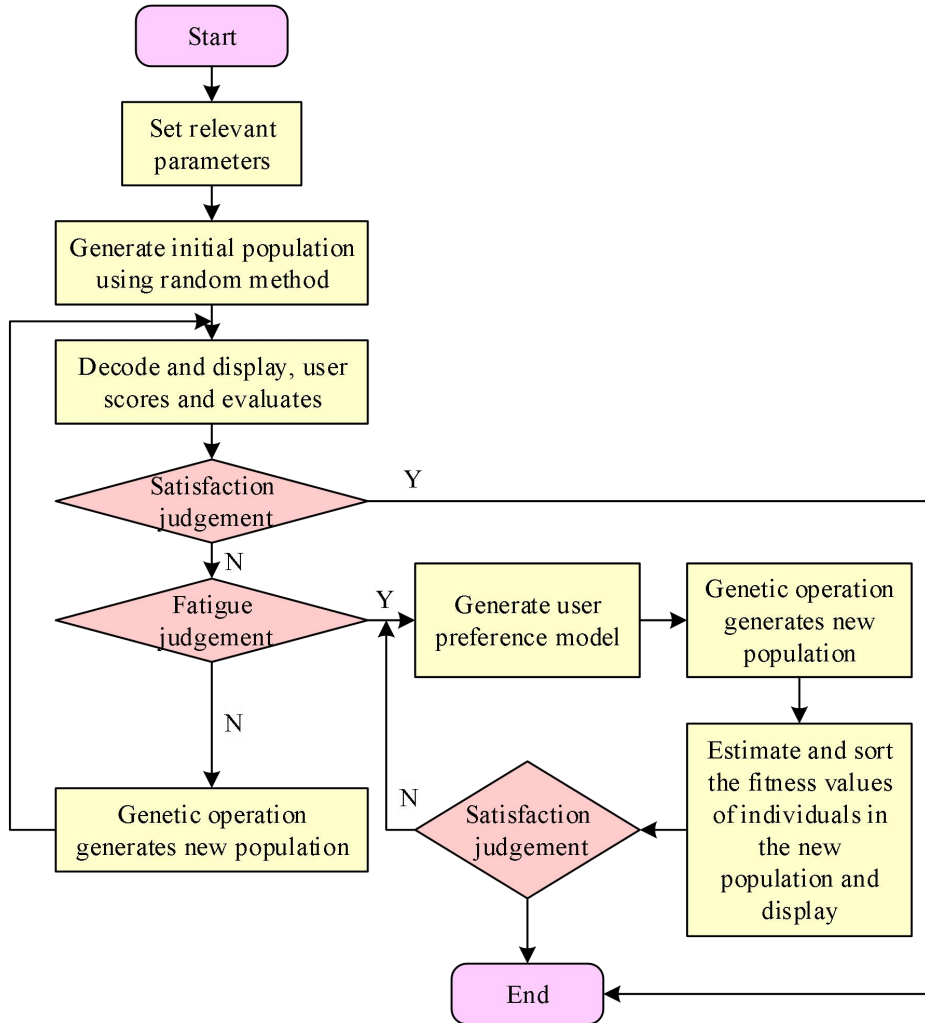 Start
Set relevant
parameters
Generate initial population
using random method
Decode and display, user
scores and evaluates
Satisfaction
judgement
Y
N
Fatigue
judgement
Y
Generate user
preference model
Genetic operation
generates new
population
N
Genetic operation
generates new population
Estimate and sort
the fitness values
of individuals in
the new
population and
display
Satisfaction
judgement
N
End